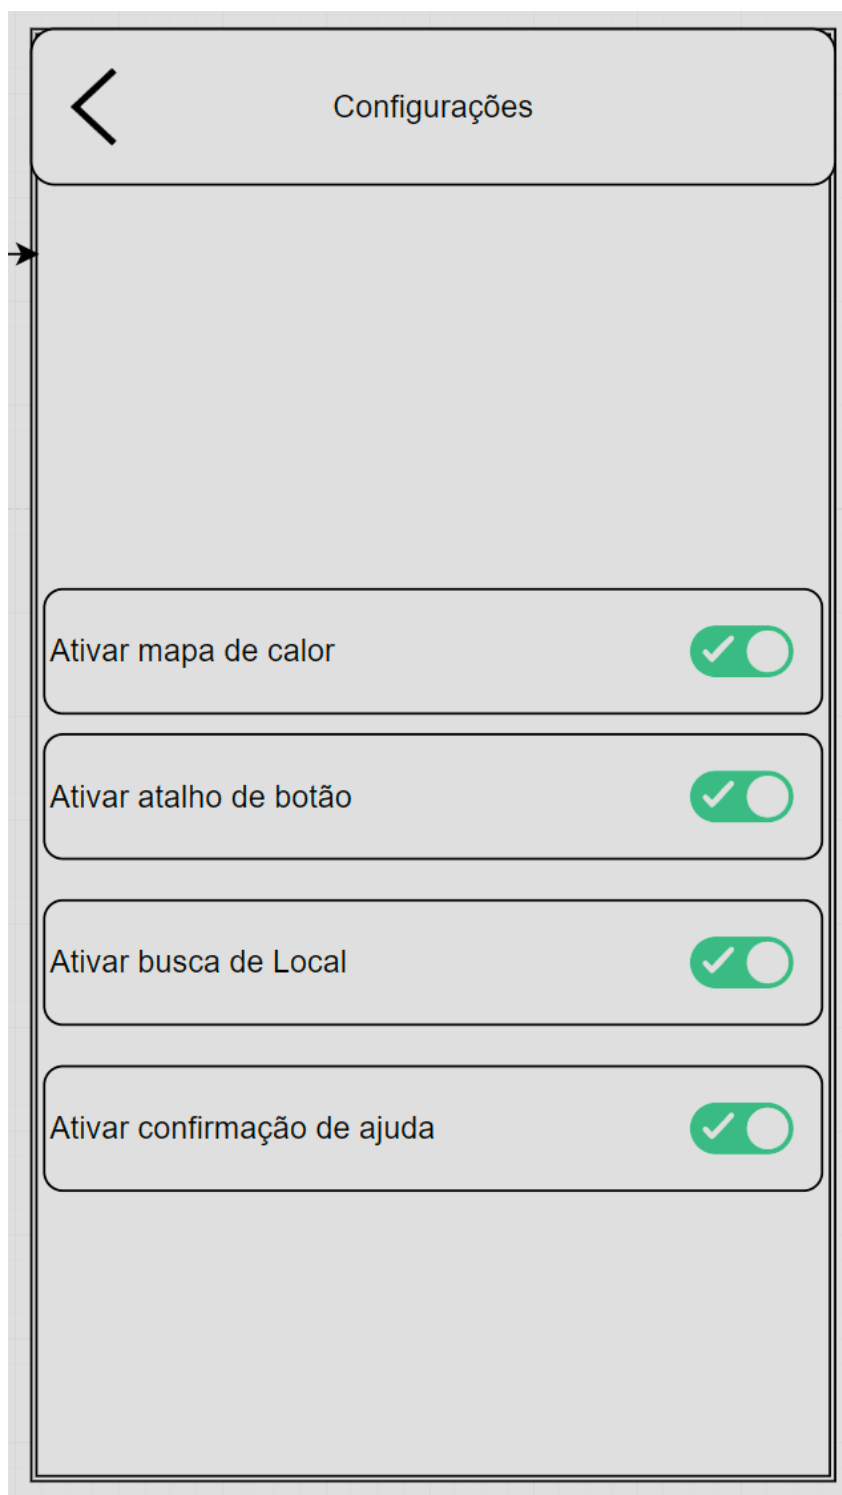 Configurações
Ativar mapa de calor
Ativar atalho de botão
Ativar busca de Local
Ativar confirmação de ajuda